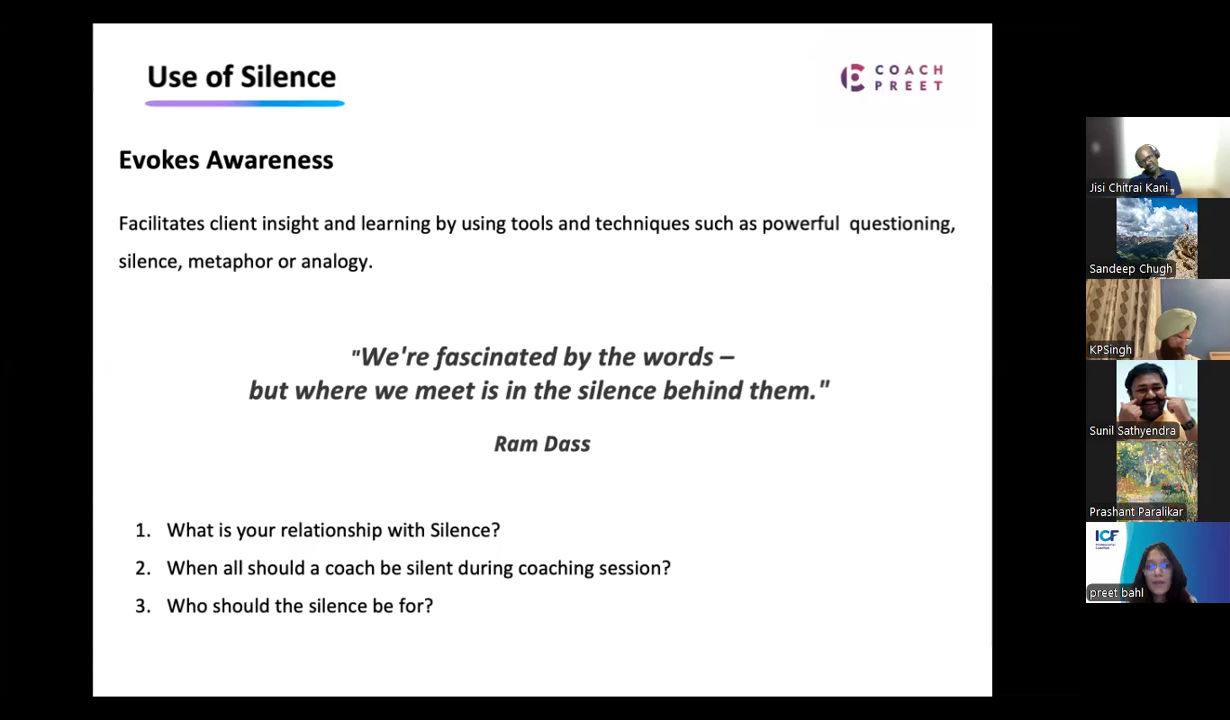 Use of Silence
COACH
PREET
Evokes Awareness
Facilitates client insight and learning by using tools and techniques such as powerful questioning,
silence, metaphor or analogy.
"We're fascinated by the words –
but where we meet is in the silence behind them."
Ram Dass
1. What is your relationship with Silence?
2. When all should a coach be silent during coaching session?
3. Who should the silence be for?
Jisi Chitrai Kani
Sandeep Chugh
KPSingh
Sunil Sathyendra
Prashant Paralikar
ICF
preet bahl